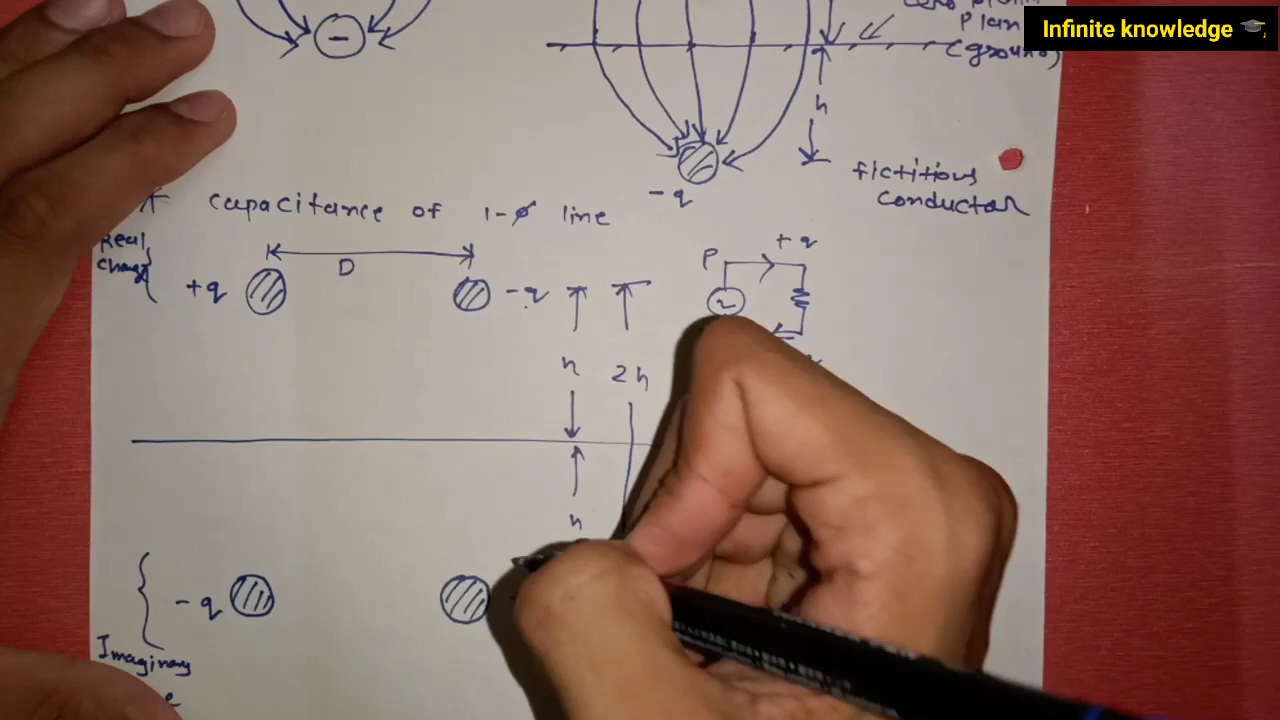 Infinite knowledge 🎓
Plan
(ground)
h
fictitious
conductor
-q
* capacitance of 1-ϕ line
Real
charge
D
+q
-q
P
+q
h
2h
h
-q
Imaginary